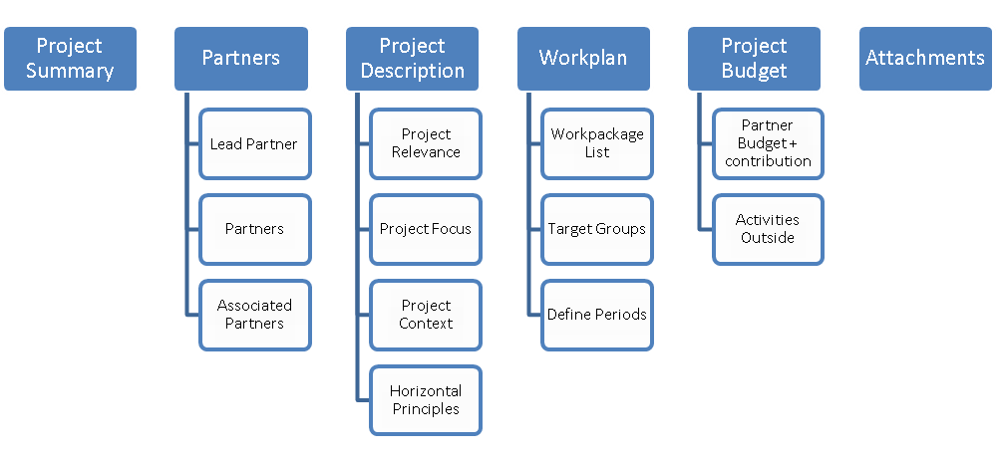 Project
Summary
Partners
Project
Description
Workplan
Project
Budget
Attachments
Lead Partner
Partners
Associated
Partners
Project
Relevance
Project Focus
Project
Context
Horizontal
Principles
Workpackage
List
Target Groups
Define Periods
Partner
Budget +
contribution
Activities
Outside